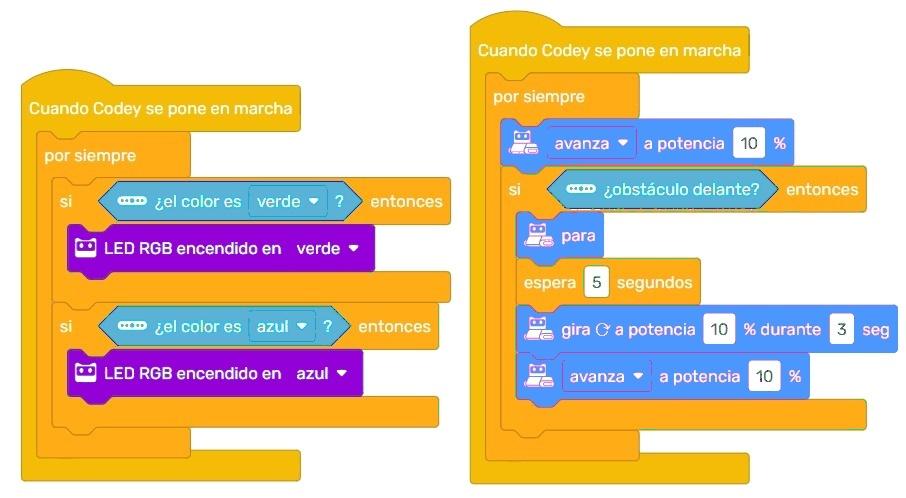 Cuando Codey se pone en marcha
por siempre
si ¿el color es verde ? entonces
LED RGB encendido en verde
si ¿el color es azul ? entonces
LED RGB encendido en azul
Cuando Codey se pone en marcha
por siempre
avanza a potencia 10 %
si ¿obstáculo delante? entonces
para
espera 5 segundos
gira a potencia 10 % durante 3 seg
avanza a potencia 10 %